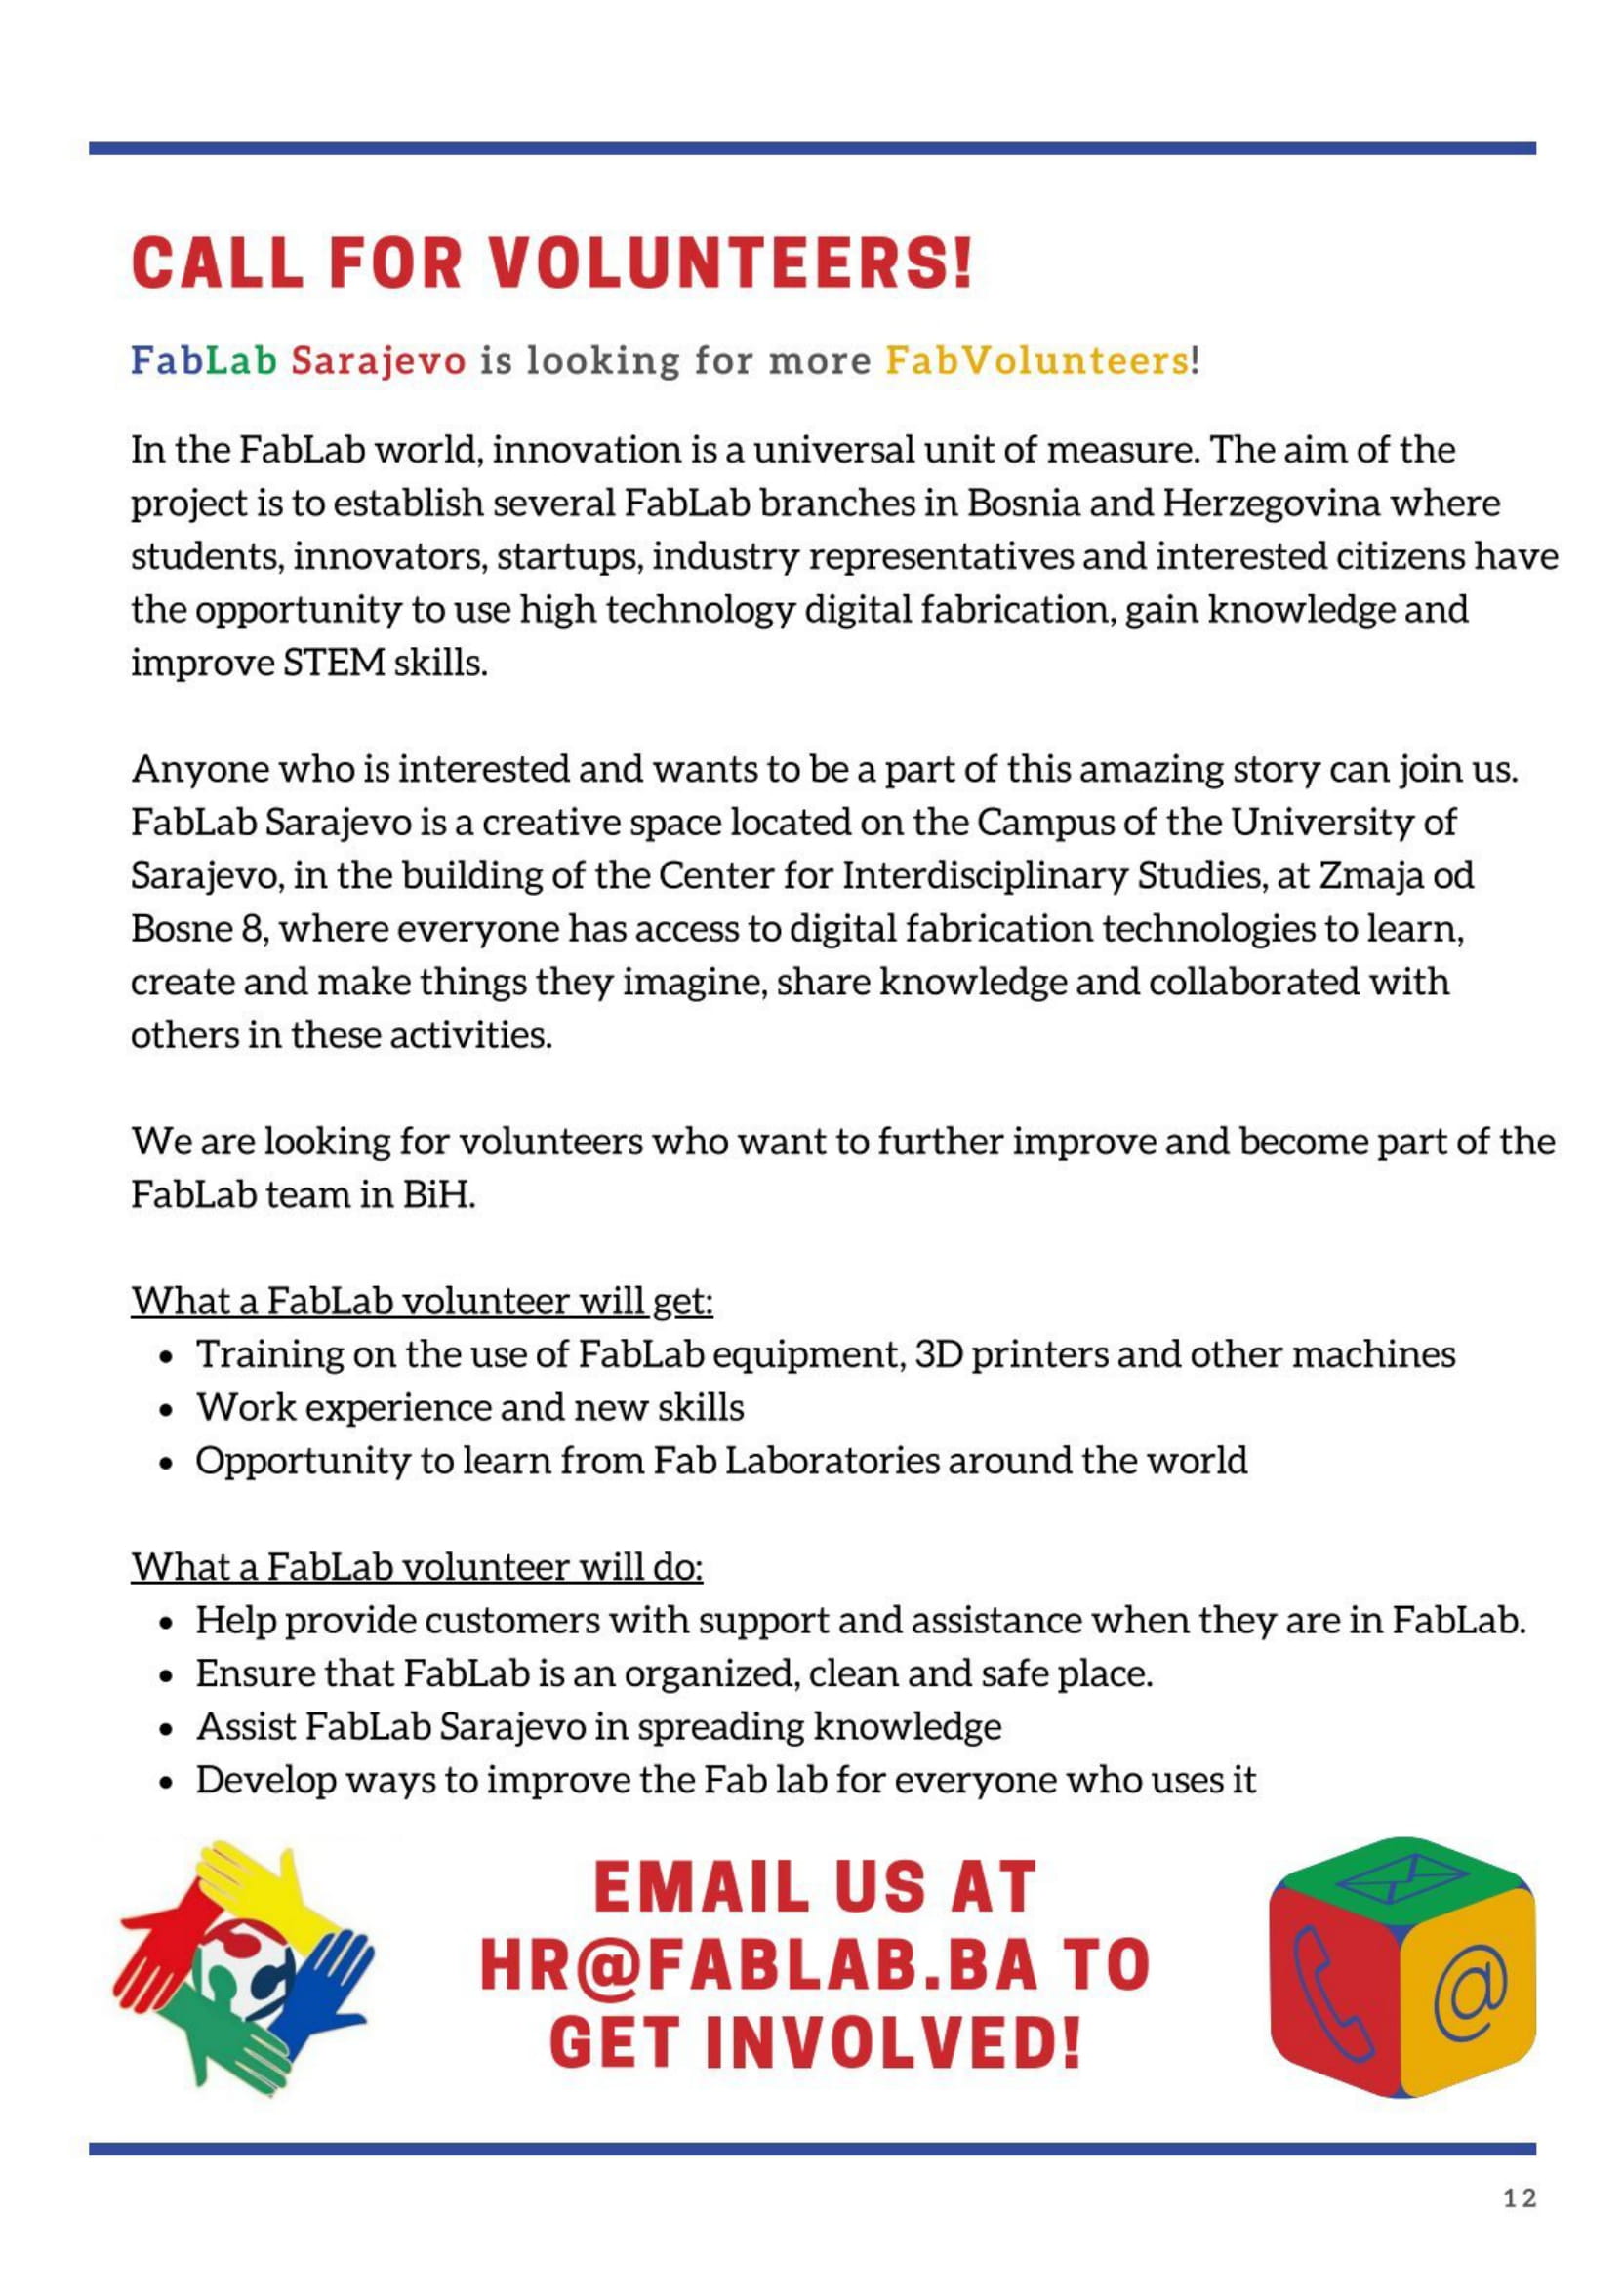 CALL FOR VOLUNTEERS!
FabLab Sarajevo is looking for more FabVolunteers!
In the FabLab world, innovation is a universal unit of measure. The aim of the
project is to establish several FabLab branches in Bosnia and Herzegovina where
students, innovators, startups, industry representatives and interested citizens have
the opportunity to use high technology digital fabrication, gain knowledge and
improve STEM skills.
Anyone who is interested and wants to be a part of this amazing story can join us.
FabLab Sarajevo is a creative space located on the Campus of the University of
Sarajevo, in the building of the Center for Interdisciplinary Studies, at Zmaja od
Bosne 8, where everyone has access to digital fabrication technologies to learn,
create and make things they imagine, share knowledge and collaborated with
others in these activities.
We are looking for volunteers who want to further improve and become part of the
FabLab team in BiH.
What a FabLab volunteer will get:
• Training on the use of FabLab equipment, 3D printers and other machines
• Work experience and new skills
• Opportunity to learn from Fab Laboratories around the world
What a FabLab volunteer will do:
• Help provide customers with support and assistance when they are in FabLab.
• Ensure that FabLab is an organized, clean and safe place.
• Assist FabLab Sarajevo in spreading knowledge
• Develop ways to improve the Fab lab for everyone who uses it
EMAIL US AT
HR@FABLAB.BA TO
GET INVOLVED!
@
12